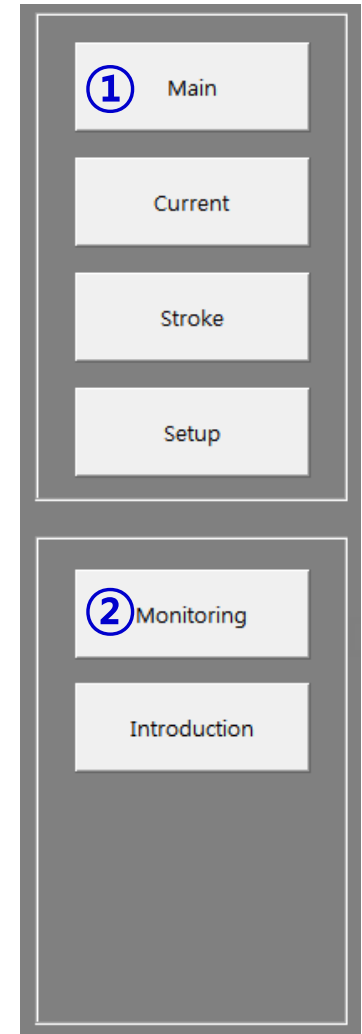 ① Main
Current
Stroke
Setup
② Monitoring
Introduction